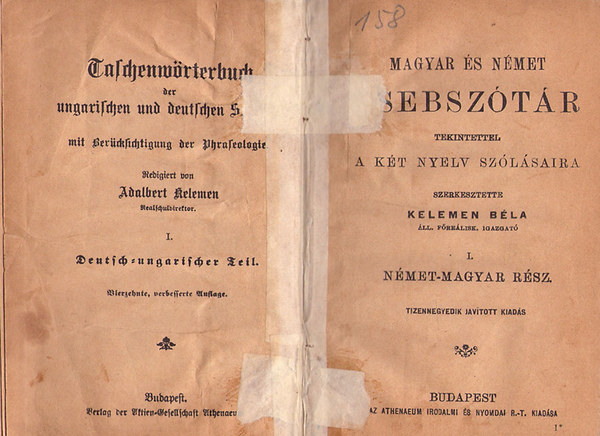 Taschenwörterbuch
der
ungarischen und deutschen S
mit Berücksichtigung der Phraseologie
Redigiert von
Adalbert Kelemen
Realschuldirektor.
I.
Deutsch-ungarischer Teil.
Vierzehnte, verbesserte Auflage.
Budapest.
Verlag der Aktien-Gesellschaft Athenae
158
MAGYAR ÉS NÉMET
SEBSZÓTÁR
TEKINTETTEL
A KÉT NYELV SZÓLÁSAIRA
SZERKESZTETTE
KELEMEN BÉLA
ÁLL. FŐREÁLISK. IGAZGATÓ
I.
NÉMET-MAGYAR RÉSZ.
TIZENNEGYEDIK JAVÍTOTT KIADÁS
BUDAPEST
AZ ATHENAEUM IRODALMI ÉS NYOMDAI R.-T. KIADÁSA
1*